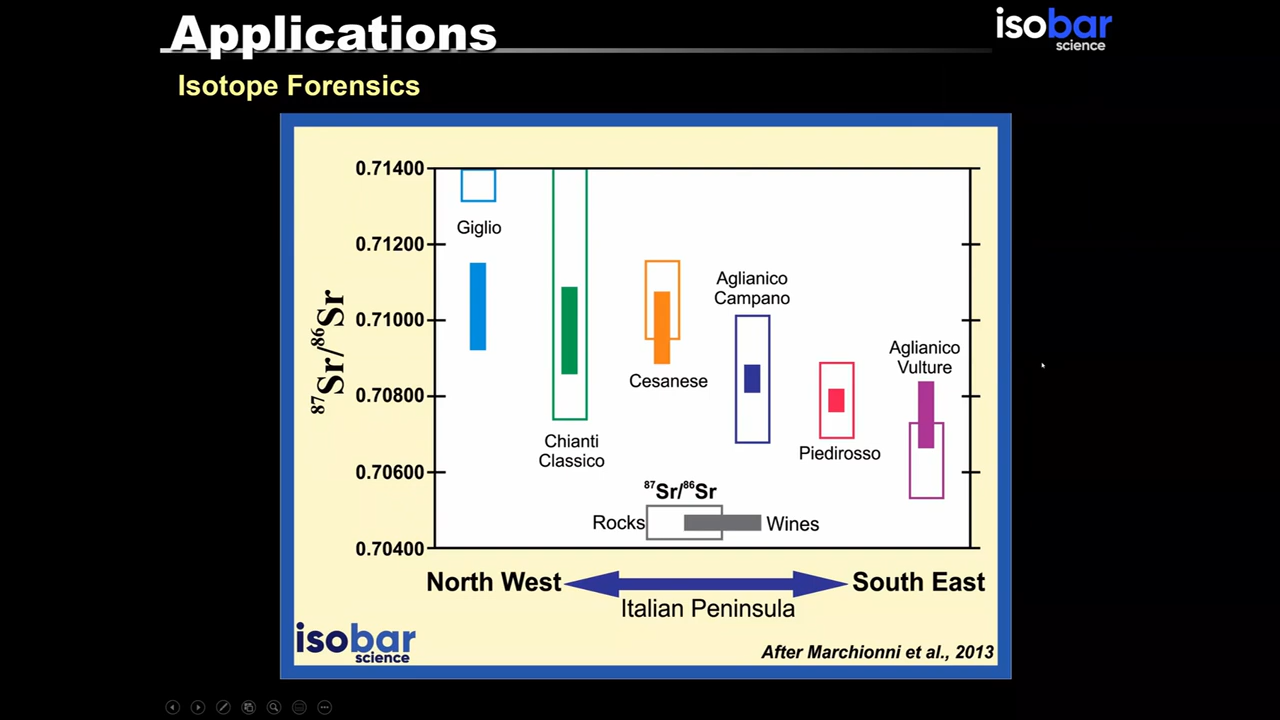 Applications
isobar
science
Isotope Forensics
0.71400
0.71200
0.71000
0.70800
0.70600
0.70400
87Sr/86Sr
Giglio
Chianti
Classico
Cesanese
Aglianico
Campano
Piedirosso
Aglianico
Vulture
87Sr/86Sr
Rocks
Wines
North West
South East
Italian Peninsula
isobar
science
After Marchionni et al., 2013